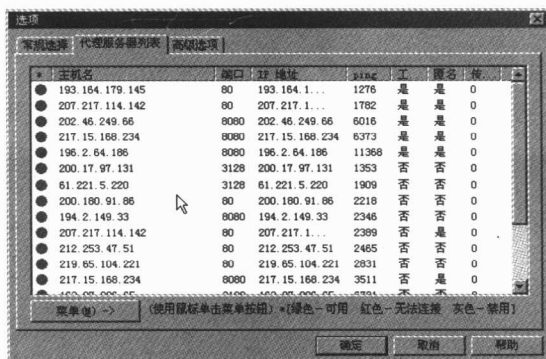 选项
常规选择 代理服务器列表 高级选项
* 主机名 端口 IP 地址 ping 工... 匿名 传...
193.164.179.145 80 193.164.1... 1276 是 是 0
207.217.114.142 80 207.217.1... 1782 是 是 0
202.46.249.66 8080 202.46.249.66 6016 是 是 0
217.15.168.234 8080 217.15.168.234 6373 是 是 0
196.2.64.186 8080 196.2.64.186 11368 是 是 0
200.17.97.131 3128 200.17.97.131 1353 否 否 0
61.221.5.220 3128 61.221.5.220 1909 否 否 0
200.180.91.86 80 200.180.91.86 2218 否 否 0
194.2.149.33 8080 194.2.149.33 2346 否 否 0
207.217.114.142 80 207.217.1... 2389 否 是 0
212.253.47.51 80 212.253.47.51 2465 否 否 0
219.65.104.221 80 219.65.104.221 2831 否 否 0
217.15.168.234 8080 217.15.168.234 3511 否 是 0
菜单(M) -> (使用鼠标单击菜单按钮) *[绿色-可用 红色-无法连接 灰色-禁用]
确定 取消 帮助